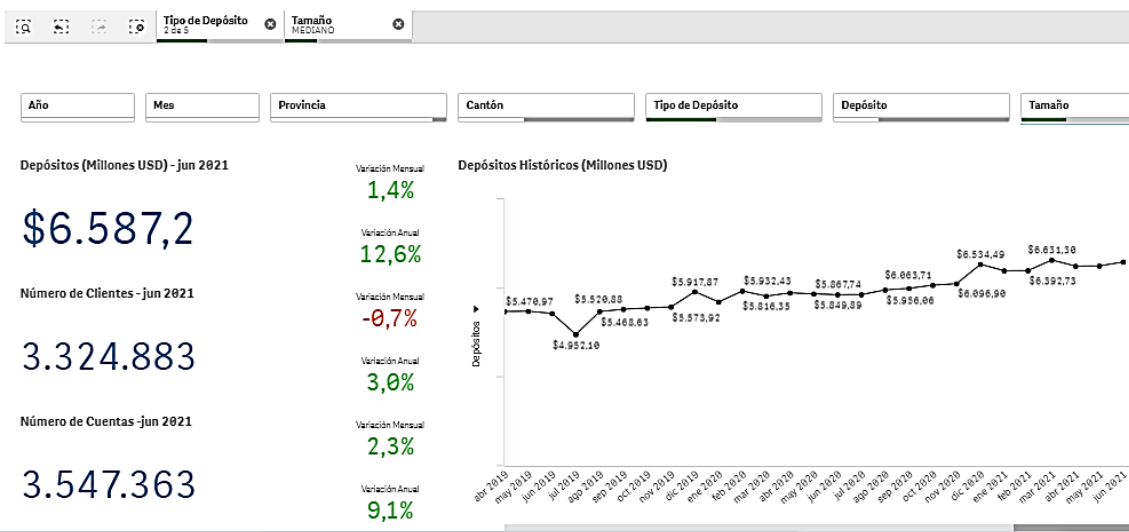 Tipo de Depósito
2 de 5
Tamaño
MEDIANO
Año
Mes
Provincia
Cantón
Tipo de Depósito
Depósito
Tamaño
Depósitos (Millones USD) - jun 2021
$6.587,2
Variación Mensual
1,4%
Variación Anual
12,6%
Número de Clientes - jun 2021
3.324.883
Variación Mensual
-0,7%
Variación Anual
3,0%
Número de Cuentas -jun 2021
3.547.363
Variación Mensual
2,3%
Variación Anual
9,1%
Depósitos Históricos (Millones USD)
Depósitos
$5.470,97
$4.952,10
$5.520,88
$5.468,63
$5.917,87
$5.573,92
$5.932,43
$5.816,35
$5.867,74
$5.849,89
$6.063,71
$5.956,06
$6.534,49
$6.096,90
$6.631,30
$6.392,73
abr 2019
may 2019
jun 2019
jul 2019
ago 2019
sep 2019
oct 2019
nov 2019
dic 2019
ene 2020
feb 2020
mar 2020
abr 2020
may 2020
jun 2020
jul 2020
ago 2020
sep 2020
oct 2020
nov 2020
dic 2020
ene 2021
feb 2021
mar 2021
abr 2021
may 2021
jun 2021